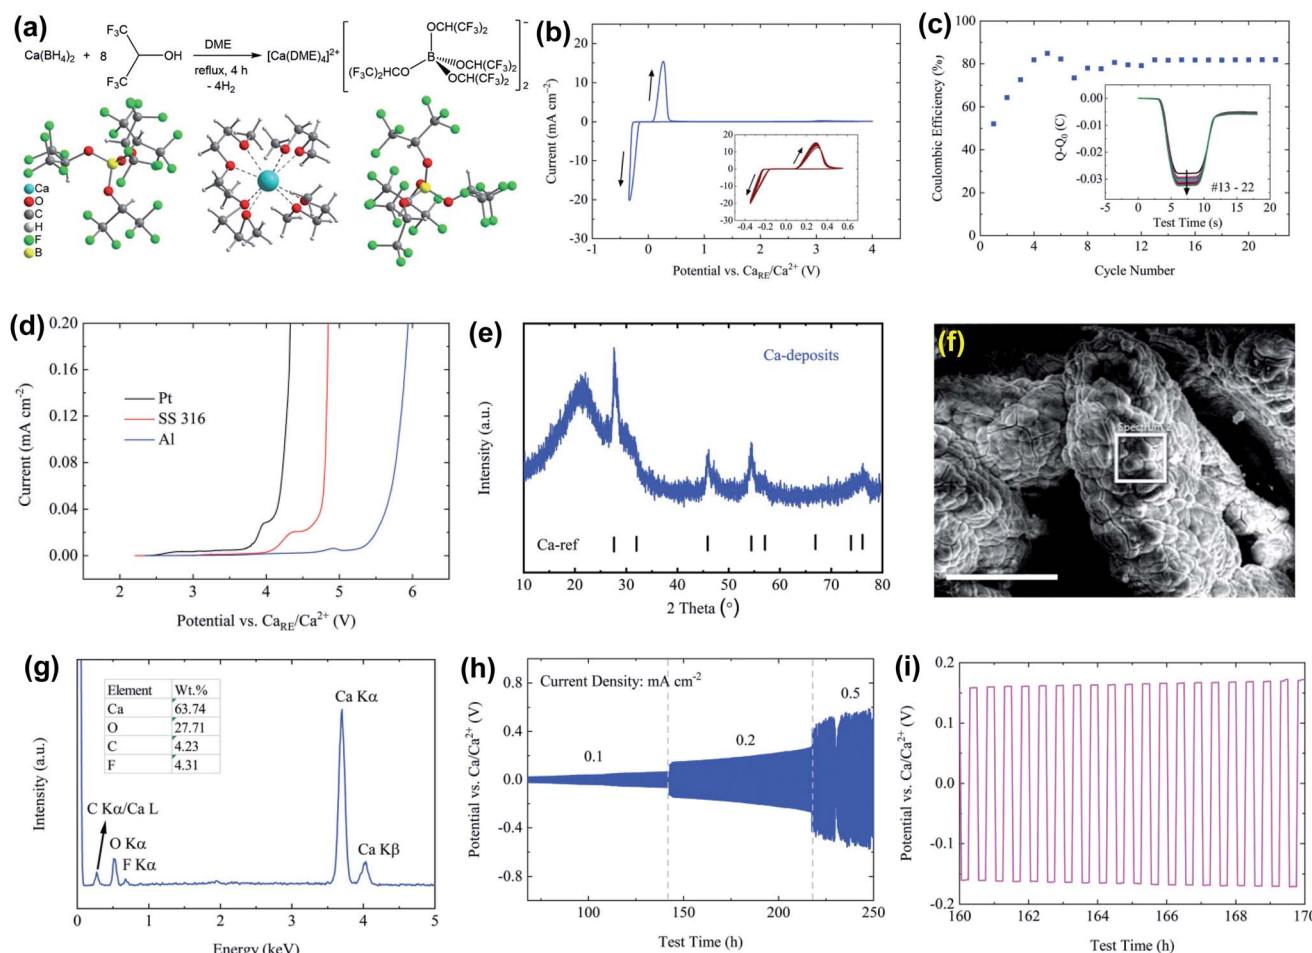 (a)
Ca(BH4)2 + 8
F3C
F3C
OH
DME
reflux, 4 h
- 4H2
[Ca(DME)4]2+
OCH(CF3)2
B
(F3C)2HCO
OCH(CF3)2
OCH(CF3)2
2-
2
Ca
O
C
H
F
B
(b)
Current (mA cm−2)
30
20
10
0
-10
-20
-30
-1 0 1 2 3 4
Potential vs. CaRE/Ca2+ (V)
20
10
0
-10
-20
-30
-0.4 -0.2 0.0 0.2 0.4 0.6
(c)
Coulombic Efficiency (%)
100
80
60
40
20
0
0 4 8 12 16 20
Cycle Number
Q-Q0 (C)
0.00
-0.01
-0.02
-0.03
#13 - 22
-5 0 5 10 15 20
Test Time (s)
(d)
Current (mA cm-2)
0.20
0.16
0.12
0.08
0.04
0.00
Pt
SS 316
Al
2 3 4 5 6
Potential vs. CaRE/Ca2+ (V)
(e)
Intensity (a.u.)
Ca-deposits
Ca-ref
10 20 30 40 50 60 70 80
2 Theta (°)
(f)
(g)
Intensity (a.u.)
Element Wt.%
Ca 63.74
O 27.71
C 4.23
F 4.31
C Kα/Ca L
O Kα
F Kα
Ca Kα
Ca Kβ
0 1 2 3 4 5
Energy (keV)
(h)
Potential vs. Ca/Ca2+ (V)
0.8
0.4
0.0
-0.4
-0.8
Current Density: mA cm-2
0.1
0.2
0.5
100 150 200 250
Test Time (h)
(i)
Potential vs. Ca/Ca2+ (V)
0.2
0.1
0.0
-0.1
-0.2
160 162 164 166 168 170
Test Time (h)